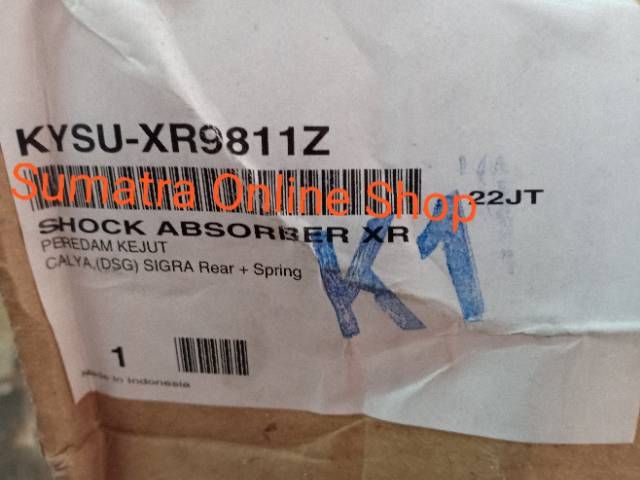 KYSU-XR9811Z
Sumatra Online Shop
22JT
SHOCK ABSORBER XR
PEREDAM KEJUT
CALYA,(DSG) SIGRA Rear + Spring
K1
1
Made in Indonesia